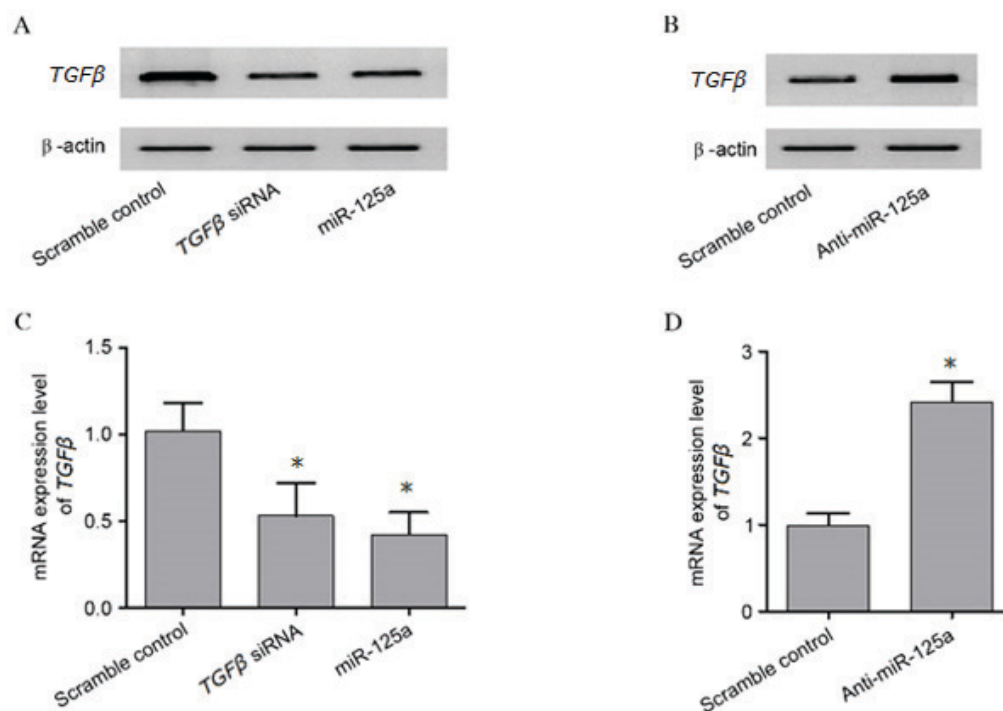 A
TGFβ
β-actin
Scramble control
TGFβ siRNA
miR-125a
B
TGFβ
β-actin
Scramble control
Anti-miR-125a
C
mRNA expression level
of TGFβ
1.5
1.0
0.5
0.0
*
*
Scramble control
TGFβ siRNA
miR-125a
D
mRNA expression level
of TGFβ
3
2
1
0
*
Scramble control
Anti-miR-125a